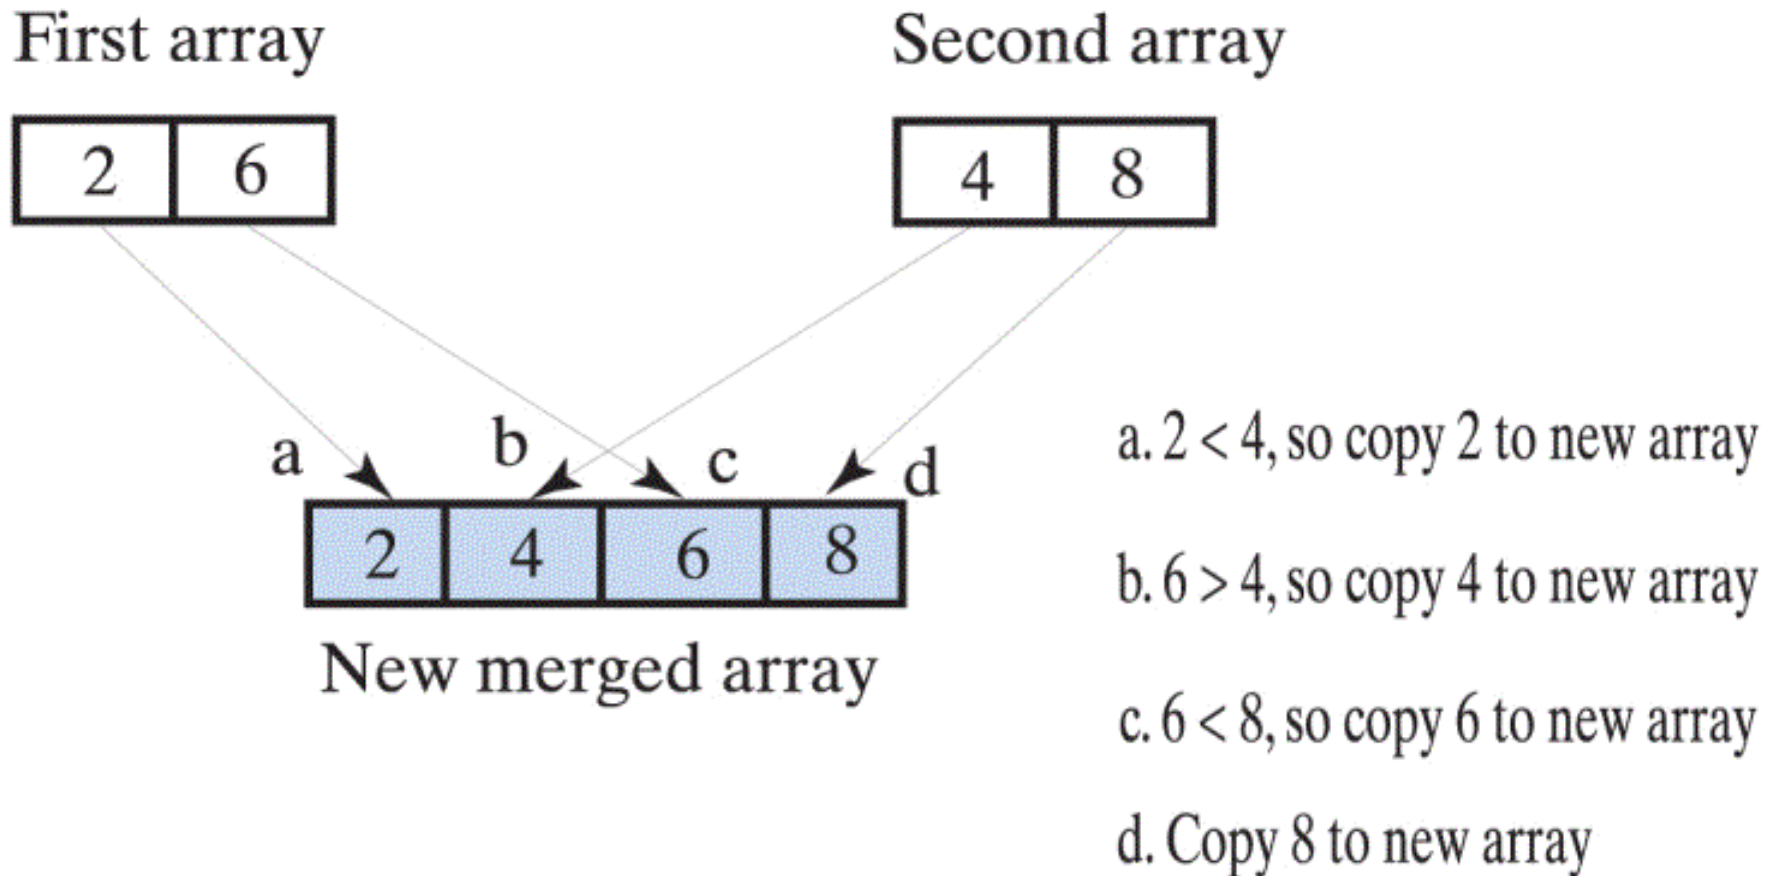 First array
Second array
2 6
4 8
a
b
c
d
2 4 6 8
New merged array
a. 2 < 4, so copy 2 to new array
b. 6 > 4, so copy 4 to new array
c. 6 < 8, so copy 6 to new array
d. Copy 8 to new array